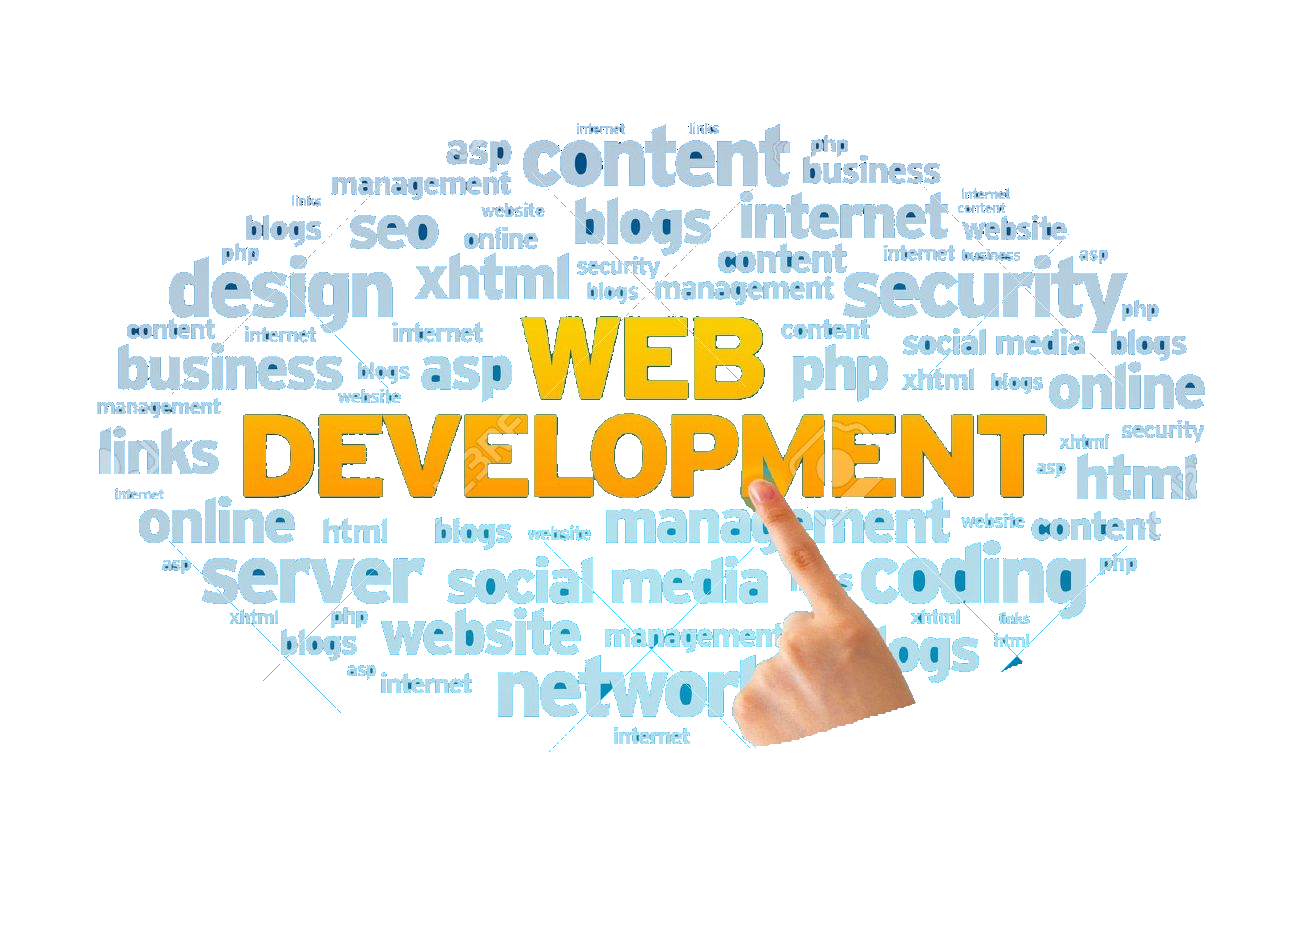 internet links
asp content php
management business
links website blogs internet internet content
blogs seo online website
php xhtml security content internet business asp
design blogs management security
content internet internet WEB content social media blogs php
business blogs asp php xhtml blogs online
management website
links DEVELOPMENT xhtml security
internet asp html
online html blogs website management website content
asp server social media coding php
xhtml php website management xhtml links
blogs html
asp internet network
internet